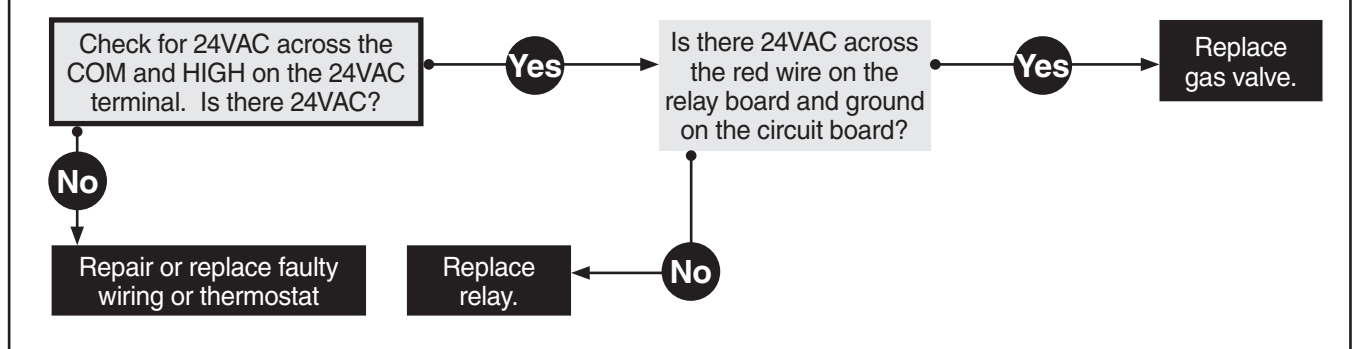 Check for 24VAC across the
COM and HIGH on the 24VAC
terminal. Is there 24VAC?
Yes
Is there 24VAC across
the red wire on the
relay board and ground
on the circuit board?
Yes
Replace
gas valve.
No
Repair or replace faulty
wiring or thermostat
No
Replace
relay.